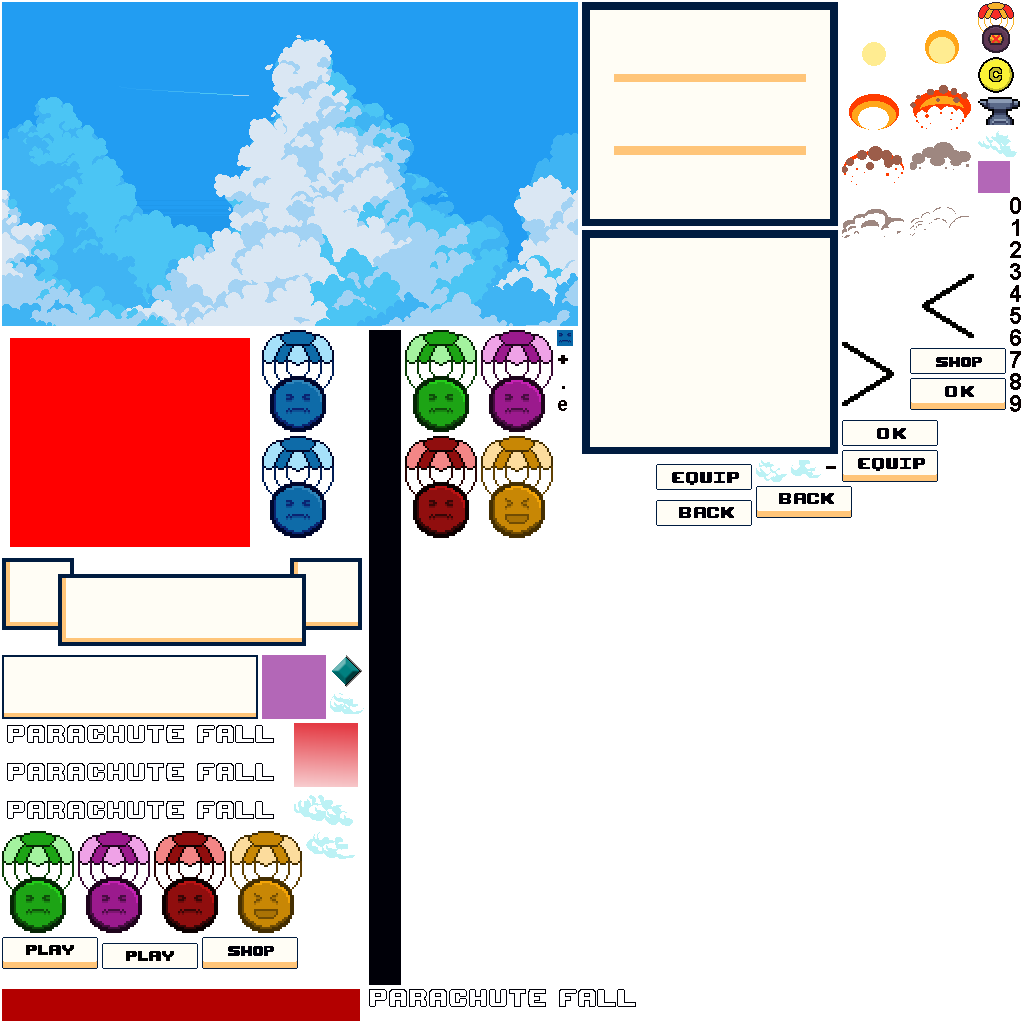 C
0
1
2
3
4
5
6
7
8
9
SHOP
OK
OK
EQUIP
EQUIP
-
BACK
BACK
+
.
e
PARACHUTE FALL
PARACHUTE FALL
PARACHUTE FALL
PLAY
PLAY
SHOP
PARACHUTE FALL